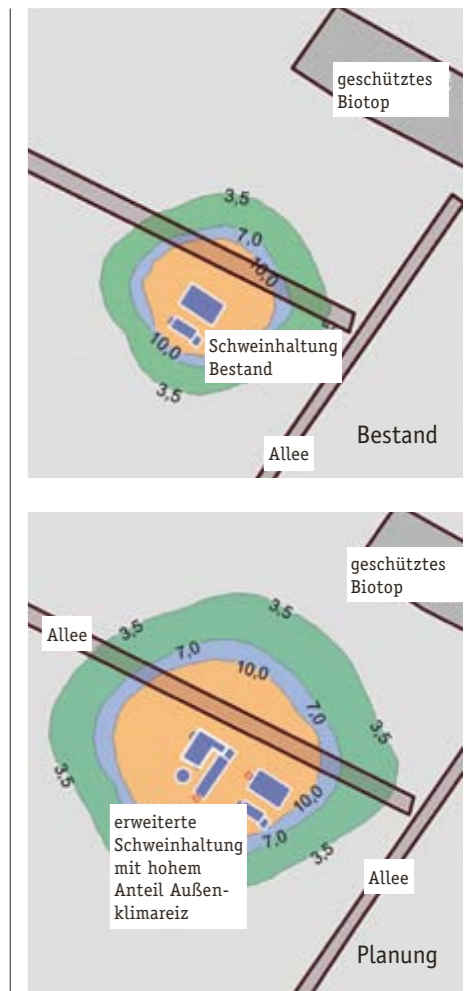 geschütztes
Biotop
3,5
7,0
10,0
10,0
3,5
Schweinhaltung
Bestand
Allee
Bestand
geschütztes
Biotop
Allee
3,5
3,5
7,0
10,0
7,0
3,5
3,5
10,0
7,0
3,5
erweiterte
Schweinhaltung
mit hohem
Anteil Außen-
klimareiz
Allee
Planung